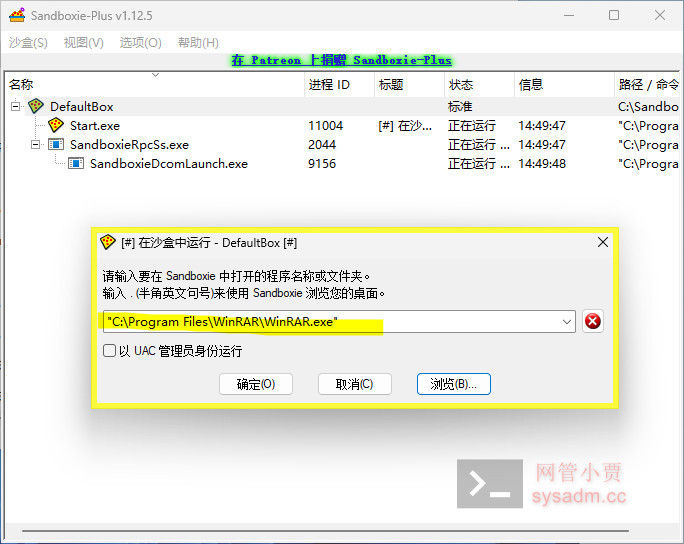 Sandboxie-Plus v1.12.5
沙盒(S) 视图(V) 选项(O) 帮助(H)
在 Patreon 上捐赠 Sandboxie-Plus
名称 进程 ID 标题 状态 信息 路径 / 命令
DefaultBox 标准 C:\Sandbo
Start.exe 11004 [#] 在沙... 正在运行 14:49:47 "C:\Progra
SandboxieRpcSs.exe 2044 正在运行 ... 14:49:47 "C:\Progra
SandboxieDcomLaunch.exe 9156 正在运行 ... 14:49:48 "C:\Progra
[#] 在沙盒中运行 - DefaultBox [#]
请输入要在 Sandboxie 中打开的程序名称或文件夹。
输入 . (半角英文句号)来使用 Sandboxie 浏览您的桌面。
"C:\Program Files\WinRAR\WinRAR.exe"
以 UAC 管理员身份运行
确定(O) 取消(C) 浏览(B)...
网管小贾
sysadm.cc